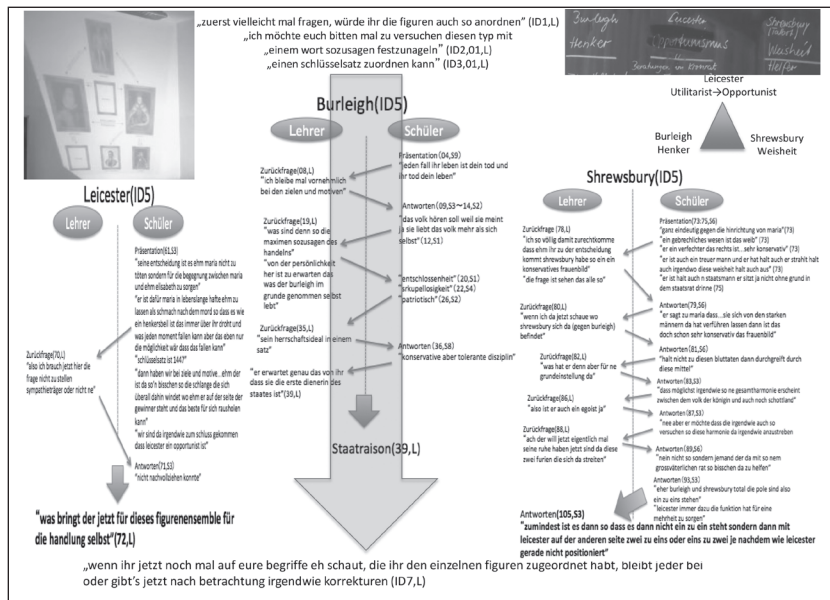 „zuerst vielleicht mal fragen, würde ihr die figuren auch so anordnen" (ID1,L)
„ich möchte euch bitten mal zu versuchen diesen typ mit
„einem wort sozusagen festzunageln" (ID2,01,L)
„einen schlüsselsatz zuordnen kann" (ID3,01,L)
Burleigh
Leicester
Shrewsbury
Henker
Opportunismus
Weisheit
Helfer
Leicester
Utilitarist→Opportunist
Burleigh
Henker
Shrewsbury
Weisheit
Leicester(ID5)
Lehrer
Schüler
Präsentation(61,S3)
"seine entscheidung ist es ehm maria nicht zu
töten sondern für die begegnung zwischen maria
und ehm elisabeth zu sorgen"
"er ist dafür maria in lebenslange hafte ehm zu
lassen als schmach nach dem mord so dass es wie
ein henkersbeil ist das immer über ihr droht und
was jeden moment fallen kann aber das eben nur
die möglichkeit wär dass das fallen kann"
"schlüsselsatz ist 1447"
"dann haben wir bei ziele und motive...ehm der
ist da so'n bisschen so die schlange die sich
überall dahin windet wo ehm er auf der seite der
gewinner steht und das beste für sich rausholen
kann"
"wir sind da irgendwie zum schluss gekommen
dass leicester ein opportunist ist"
Zurückfrage(70,L)
"also ich brauch jetzt hier die
frage nicht zu stellen
sympathieträger oder nicht ne"
Antworten(71,S3)
"nicht nachvollziehen konnte"
"was bringt der jetzt für dieses figurenensemble für
die handlung selbst"(72,L)
Burleigh(ID5)
Lehrer
Schüler
Präsentation(04,S9)
"jeden fall ihr leben ist dein tod und
ihr tod dein leben"
Zurückfrage(08,L)
"ich bleibe mal vornehmlich
bei den zielen und motiven"
Antworten(09,S3～14,S2)
"das volk hören soll weil sie meint
ja sie liebt das volk mehr als sich
selbst"(12,S1)
Zurückfrage(19,L)
"was sind denn so die
maximen sozusagen des
handelns"
"von der persönlichkeit
her ist zu erwarten das
was der burleigh im
grunde genommen selbst
lebt"
"entschlossenheit"(20,S1)
"srkupellosigkeit"(22,S4)
"patriotisch"(26,S2)
Zurückfrage(35,L)
"sein herrschaftsideal in einem
satz"
Antworten(36,S8)
"konservative aber tolerante disziplin"
"er erwartet genau das von ihr
dass sie die erste dienerin des
staates ist"(39,L)
Staatraison(39,L)
Shrewsbury(ID5)
Lehrer
Schüler
Präsentation(73:75,S6)
"ganz eindeutig gegen die hinrichtung von maria"(73)
"ein gebrechliches wesen ist das weib"(73)
"er ein verfechter das rechts ist...sehr konservativ"(73)
"er ist auch ein treuer mann und er hat halt auch er strahlt halt
auch irgendwo diese weisheit halt auch aus"(73)
"er ist halt n staatsmann er sitzt ja nicht ohne grund in
dem staatsrat drinne(75)
Zurückfrage(78,L)
"ich so völlig damit zurechtkomme
dass ehm ihr zu der entscheidung
kommt shrewsbury habe so ein ein
konservatives frauenbild"
"die frage ist sehen das alle so"
Antworten(79,S6)
"er sagt zu maria dass...sie sich von den starken
männern da hat verführen lassen dann ist das
doch schon sehr konservativ das frauenbild"
Zurückfrage(80,L)
"wenn ich da jetzt schaue wo
shrewsbury sich da(gegen burleigh)
befindet"
Antworten(81,S6)
"halt nicht zu diesen bluttaten dann durchgreift durch
diese mittel"
Zurückfrage(82,L)
"was hat er denn aber für ne
grundeinstellung da"
Antworten(83,S3)
"dass möglichst irgendwie so ne gesamtharmonie erscheint
zwischen dem volk der königin und auch noch schottland"
Zurückfrage(86,L)
"also ist er auch ein egoist ja"
Antworten(87,S3)
"nee aber er möchte dass die irgendwie auch so
versuchen so diese harmonie da irgendwie anzustreben
Zurückfrage(88,L)
"ach der will jetzt eigentlich mal
seine ruhe haben jetzt sind da diese
zwei furien die sich da streiten"
Antworten(89,S6)
"nein nicht so sondern jemand der da mit so nem
grossväterlichen rat so bisschen da zu helfen"
Antworten(93,S3)
"eher burleigh und shrewsbury total die pole sind also
ein zu eins stehen"
"leicester immer dazu die funktion hat für eine
mehrheit zu sorgen"
Antworten(105,S3)
"zumindest ist es dann so dass es dann nicht ein zu ein steht sondern dann mit
leicester auf der anderen seite zwei zu eins oder eins zu zwei je nachdem wie leicester
gerade nicht positioniert"
„wenn ihr jetzt noch mal auf eure begriffe eh schaut, die ihr den einzelnen figuren zugeordnet habt, bleibt jeder bei
oder gibt's jetzt nach betrachtung irgendwie korrekturen (ID7,L)